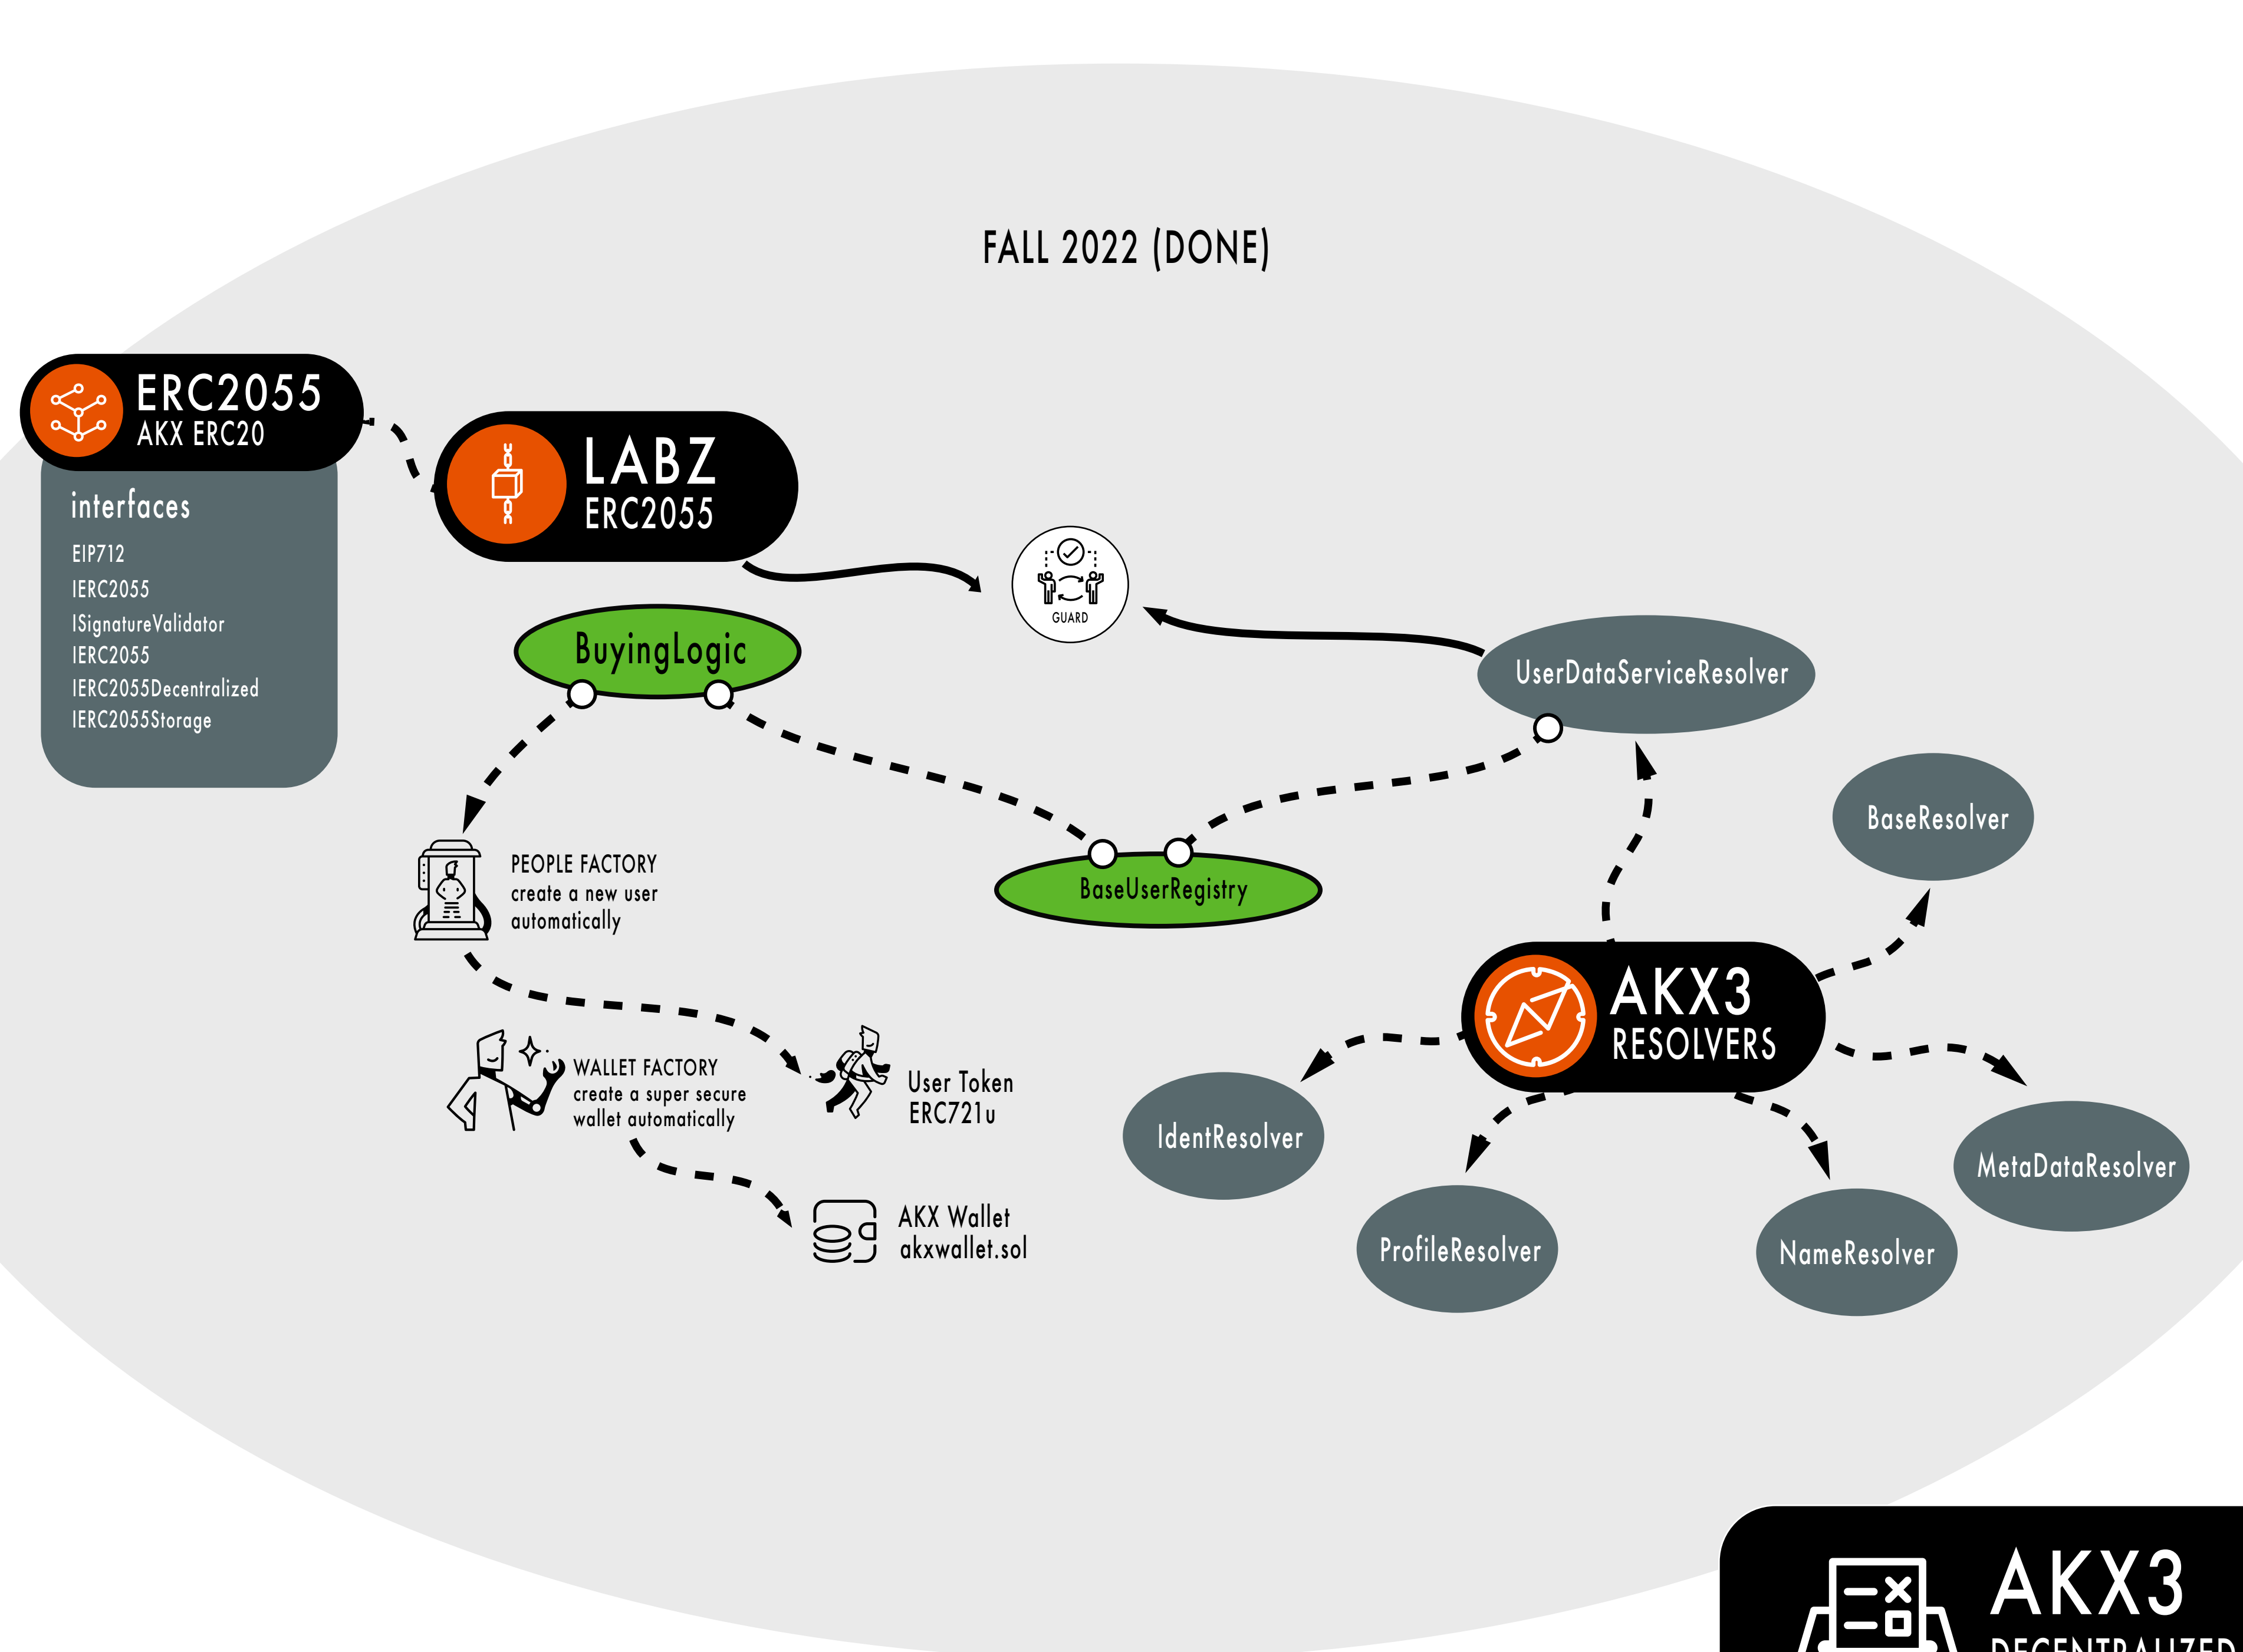 FALL 2022 (DONE)
ERC2055
AKX ERC20
interfaces
EIP712
IERC2055
ISignatureValidator
IERC2055
IERC2055Decentralized
IERC2055Storage
LABZ
ERC2055
GUARD
BuyingLogic
UserDataServiceResolver
BaseResolver
PEOPLE FACTORY
create a new user
automatically
BaseUserRegistry
AKX3
RESOLVERS
WALLET FACTORY
create a super secure
wallet automatically
User Token
ERC721u
IdentResolver
MetaDataResolver
AKX Wallet
akxwallet.sol
ProfileResolver
NameResolver
AKX3
DECENTRALIZED